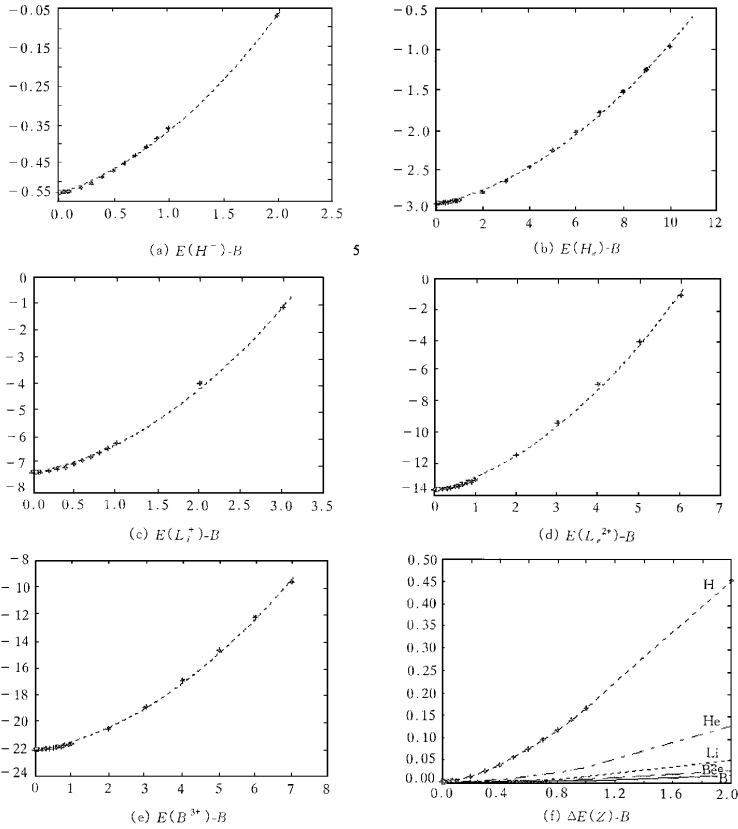 -0.05
-0.25
-0.35
-0.45
-0.55
0.0 0.5 1.0 1.5 2.0 2.5
(a) E(H⁻)-B
-0.5
-1.0
-1.5
-2.0
-2.5
-3.0
0 2 4 6 8 10 12
(b) E(Hₑ)-B
5
0
-1
-2
-3
-4
-5
-6
-7
-8
0.0 0.5 1.0 1.5 2.0 2.5 3.0 3.5
(c) E(Lᵢ⁺)-B
0
-2
-4
-6
-8
-12
-14
0 1 2 3 4 5 6 7
(d) E(Lₑ²⁺)-B
-8
-10
-12
-14
-16
-18
-20
-22
-24
0 1 2 3 4 5 6 7 8
(e) E(B³⁺)-B
0.50
0.45
0.40
0.35
0.30
0.25
0.20
0.15
0.10
0.05
0.00
H
He
Li
B²e
B
0.0 0.4 0.8 1.2 1.6 2.0
(f) ΔE(Z)-B